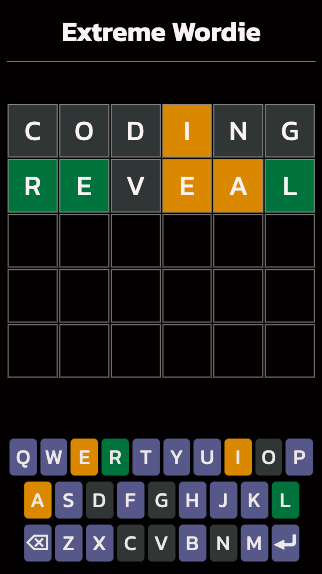 Extreme Wordie
C O D I N G
R E V E A L
Q W E R T Y U I O P
A S D F G H J K L
Z X C V B N M